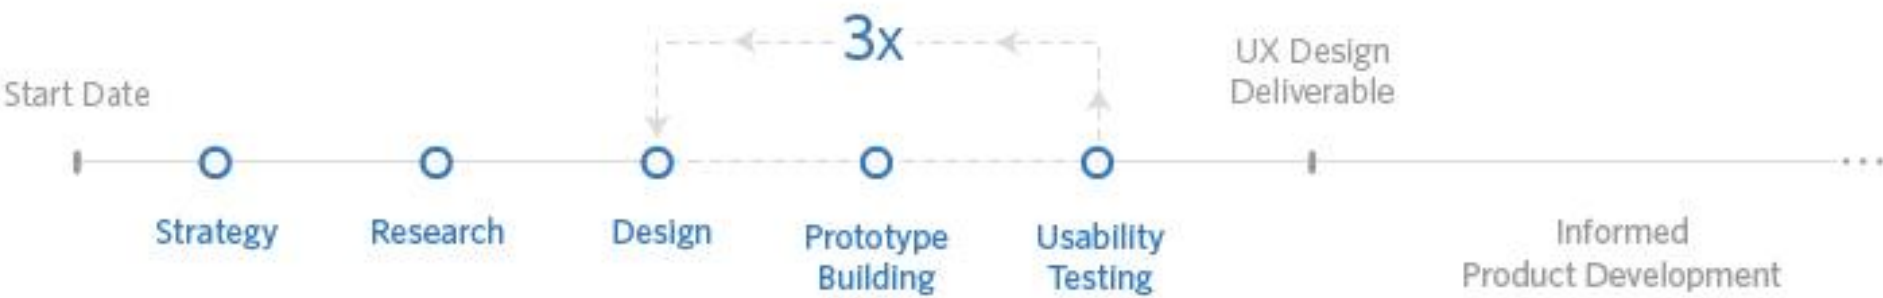 3x
Start Date
UX Design
Deliverable
Strategy
Research
Design
Prototype
Building
Usability
Testing
Informed
Product Development